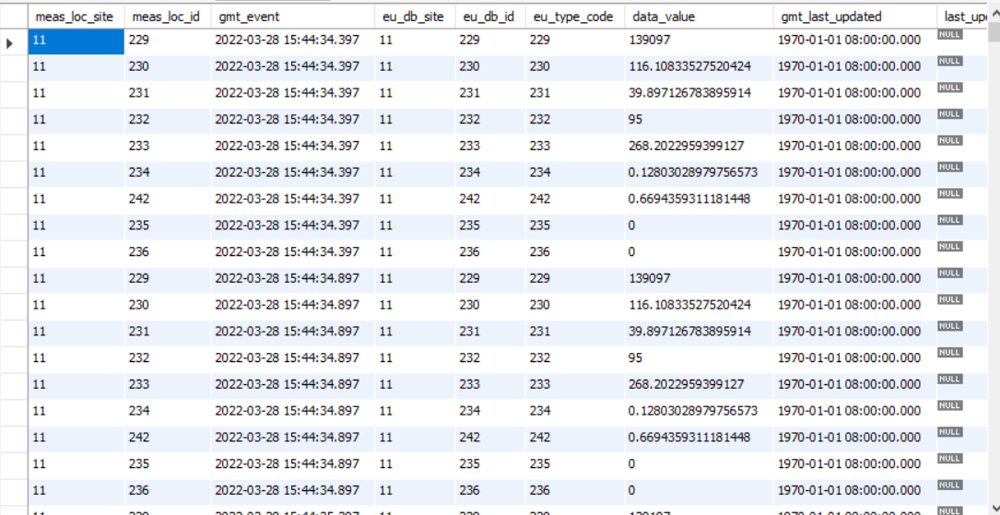 meas_loc_site meas_loc_id gmt_event eu_db_site eu_db_id eu_type_code data_value gmt_last_updated last_up
11 229 2022-03-28 15:44:34.397 11 229 229 139097 1970-01-01 08:00:00.000 NULL
11 230 2022-03-28 15:44:34.397 11 230 230 116.10833527520424 1970-01-01 08:00:00.000 NULL
11 231 2022-03-28 15:44:34.397 11 231 231 39.897126783895914 1970-01-01 08:00:00.000 NULL
11 232 2022-03-28 15:44:34.397 11 232 232 95 1970-01-01 08:00:00.000 NULL
11 233 2022-03-28 15:44:34.397 11 233 233 268.2022959399127 1970-01-01 08:00:00.000 NULL
11 234 2022-03-28 15:44:34.397 11 234 234 0.12803028979756573 1970-01-01 08:00:00.000 NULL
11 242 2022-03-28 15:44:34.397 11 242 242 0.6694359311181448 1970-01-01 08:00:00.000 NULL
11 235 2022-03-28 15:44:34.397 11 235 235 0 1970-01-01 08:00:00.000 NULL
11 236 2022-03-28 15:44:34.397 11 236 236 0 1970-01-01 08:00:00.000 NULL
11 229 2022-03-28 15:44:34.897 11 229 229 139097 1970-01-01 08:00:00.000 NULL
11 230 2022-03-28 15:44:34.897 11 230 230 116.10833527520424 1970-01-01 08:00:00.000 NULL
11 231 2022-03-28 15:44:34.897 11 231 231 39.897126783895914 1970-01-01 08:00:00.000 NULL
11 232 2022-03-28 15:44:34.897 11 232 232 95 1970-01-01 08:00:00.000 NULL
11 233 2022-03-28 15:44:34.897 11 233 233 268.2022959399127 1970-01-01 08:00:00.000 NULL
11 234 2022-03-28 15:44:34.897 11 234 234 0.12803028979756573 1970-01-01 08:00:00.000 NULL
11 242 2022-03-28 15:44:34.897 11 242 242 0.6694359311181448 1970-01-01 08:00:00.000 NULL
11 235 2022-03-28 15:44:34.897 11 235 235 0 1970-01-01 08:00:00.000 NULL
11 236 2022-03-28 15:44:34.897 11 236 236 0 1970-01-01 08:00:00.000 NULL
NULL